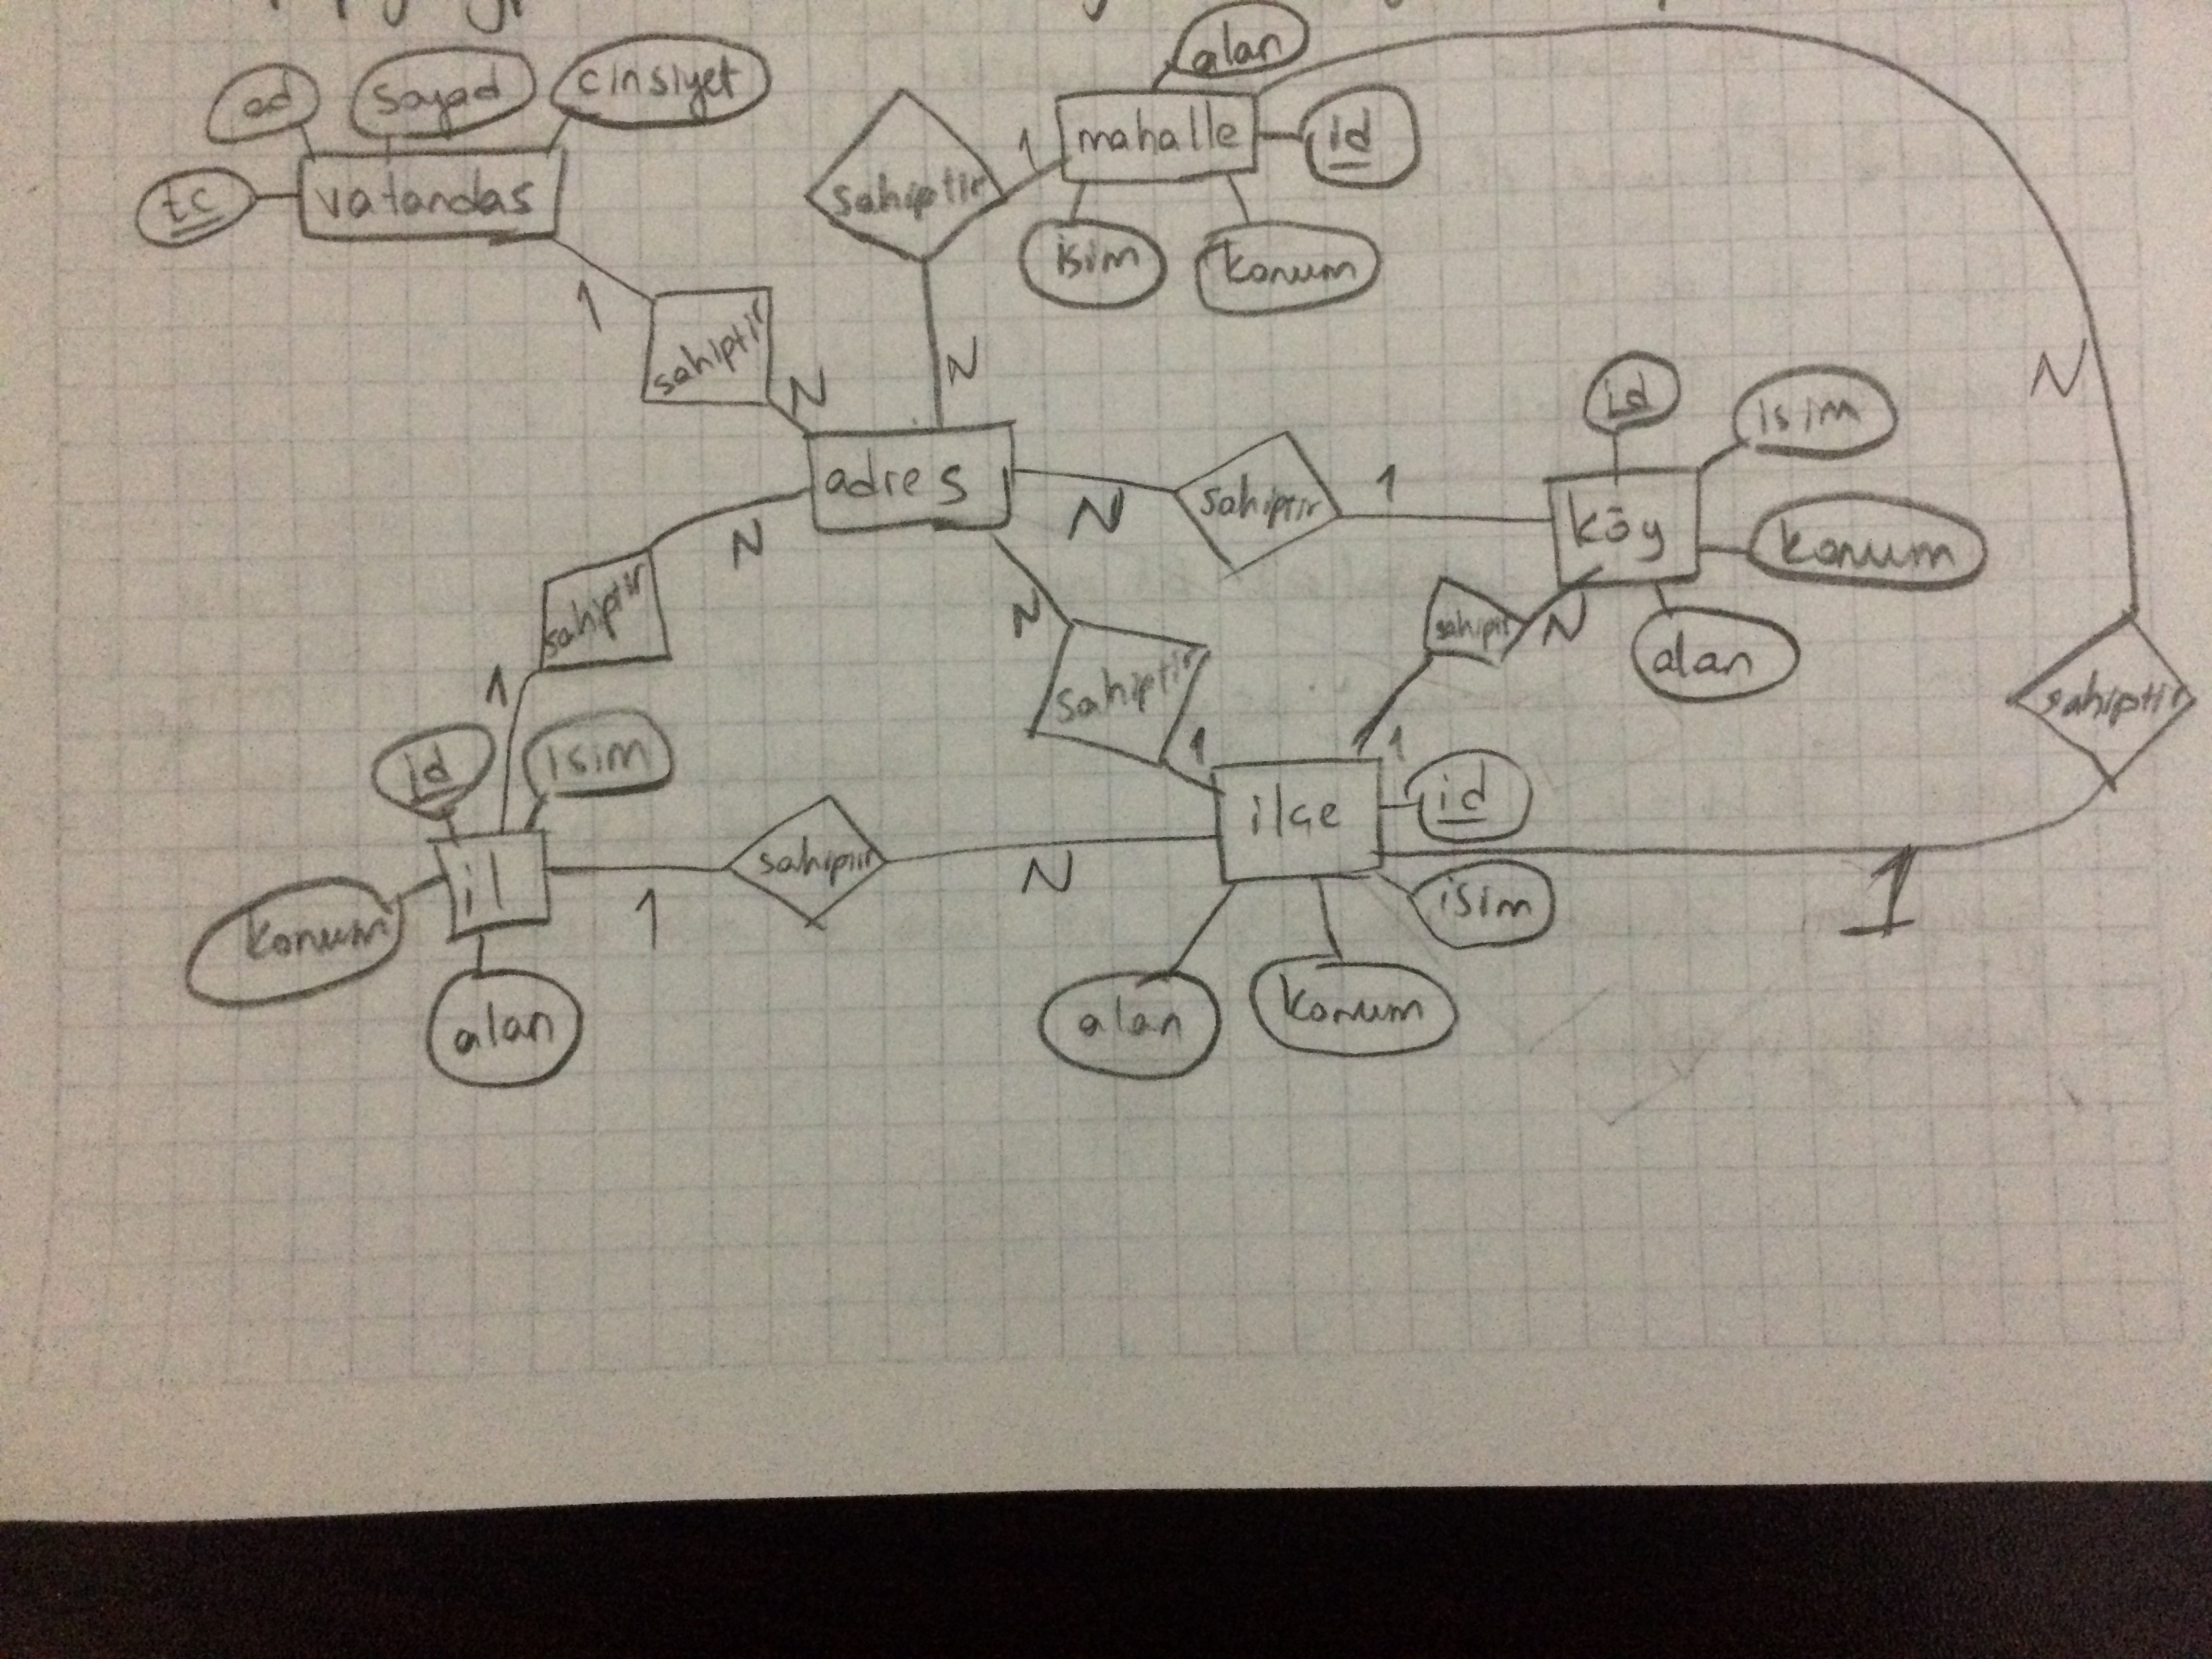 alan
ad soyad cinsiyet
mahalle id
tc vatandas
sahiptir 1
isim konum
1
sahiptir N N
id isim
N
adres N sahiptir 1 köy konum
N
sahiptir N
sahiptir N alan
1 sahiptir
sahiptir
id isim 1 1
ilçe id
il 1 sahiptir N
isim 1
konum
alan alan konum